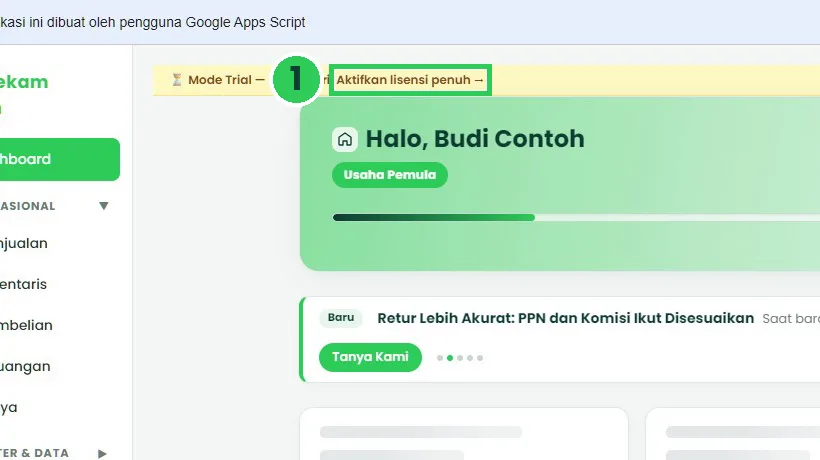 kasi ini dibuat oleh pengguna Google Apps Script
ekam
⏳ Mode Trial — 1 ri Aktifkan lisensi penuh →
hboard
Halo, Budi Contoh
Usaha Pemula
ASIONAL ▼
njualan
entaris
Baru Retur Lebih Akurat: PPN dan Komisi Ikut Disesuaikan Saat bar
mbelian
Tanya Kami
uangan
ya
TER & DATA ▶